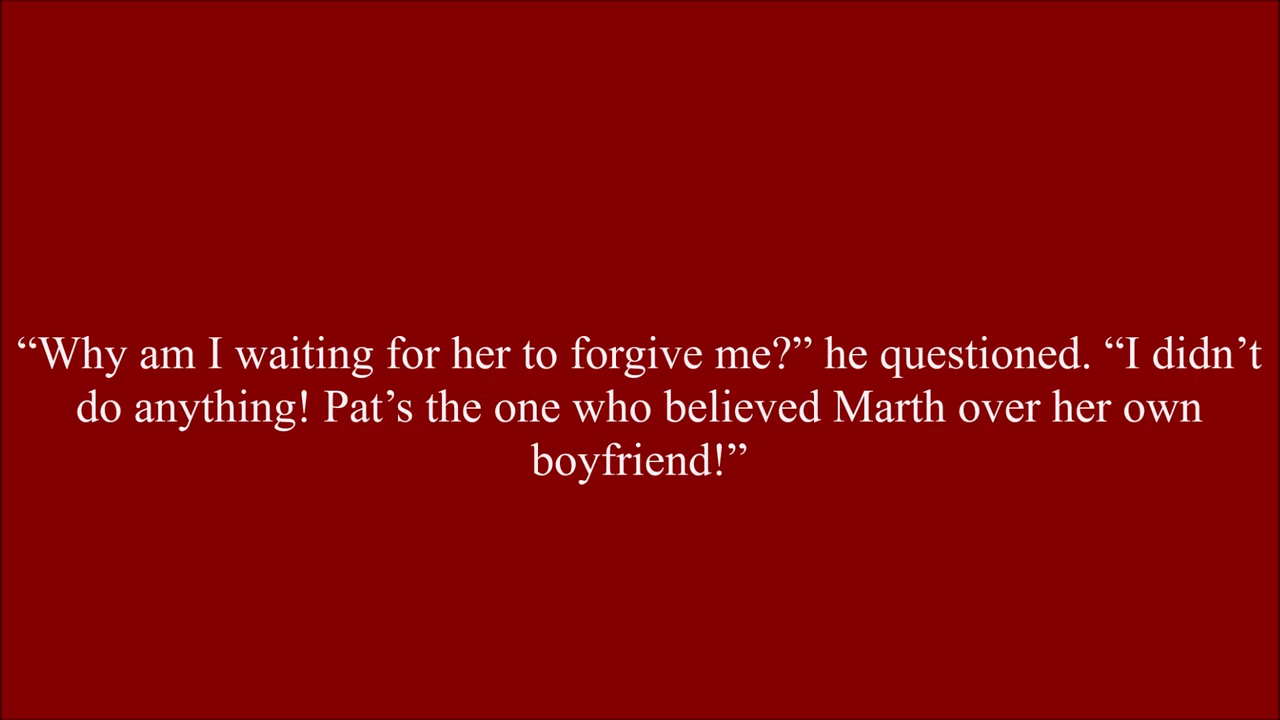 “Why am I waiting for her to forgive me?” he questioned. “I didn’t
do anything! Pat’s the one who believed Marth over her own
boyfriend!”